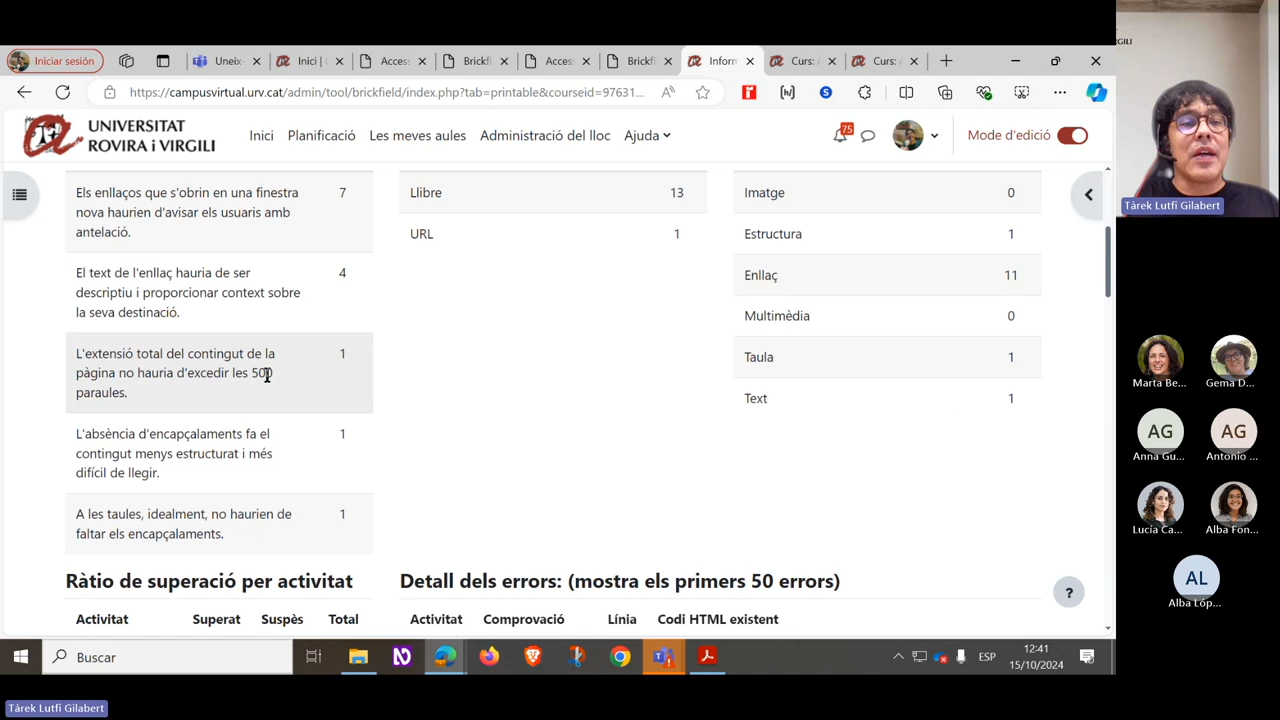 VIRGILI
Iniciar sesión
Uneix-
Inici | (
Access
Brickfi
Access
Brickfi
Inforn
Curs: /
Curs: /
https://campusvirtual.urv.cat/admin/tool/brickfield/index.php?tab=printable&courseid=97631...
UNIVERSITAT
ROVIRA i VIRGILI
Inici
Planificació
Les meves aules
Administració del lloc
Ajuda
75
Mode d'edició
Els enllaços que s'obrin en una finestra 7
nova haurien d'avisar els usuaris amb
antelació.
El text de l'enllaç hauria de ser 4
descriptiu i proporcionar context sobre
la seva destinació.
L'extensió total del contingut de la 1
pàgina no hauria d'excedir les 500
paraules.
L'absència d'encapçalaments fa el 1
contingut menys estructurat i més
difícil de llegir.
A les taules, idealment, no haurien de 1
faltar els encapçalaments.
Llibre 13
URL 1
Imatge 0
Estructura 1
Enllaç 11
Multimèdia 0
Taula 1
Text 1
Ràtio de superació per activitat
Activitat Superat Suspès Total
Detall dels errors: (mostra els primers 50 errors)
Activitat Comprovació Línia Codi HTML existent
?
Buscar
ESP
12:41
15/10/2024
Tàrek Lutfi Gilabert
Marta Be...
Gema D...
AG
Anna Gu...
AG
Antonio ...
Lucía Ca...
Alba Fon...
AL
Alba Lóp...
Tàrek Lutfi Gilabert